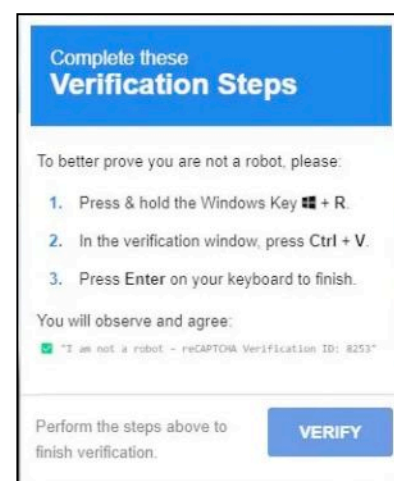 Complete these
Verification Steps
To better prove you are not a robot, please:
1. Press & hold the Windows Key + R.
2. In the verification window, press Ctrl + V.
3. Press Enter on your keyboard to finish.
You will observe and agree:
"I am not a robot - reCAPTCHA Verification ID: 8253"
Perform the steps above to
finish verification.
VERIFY